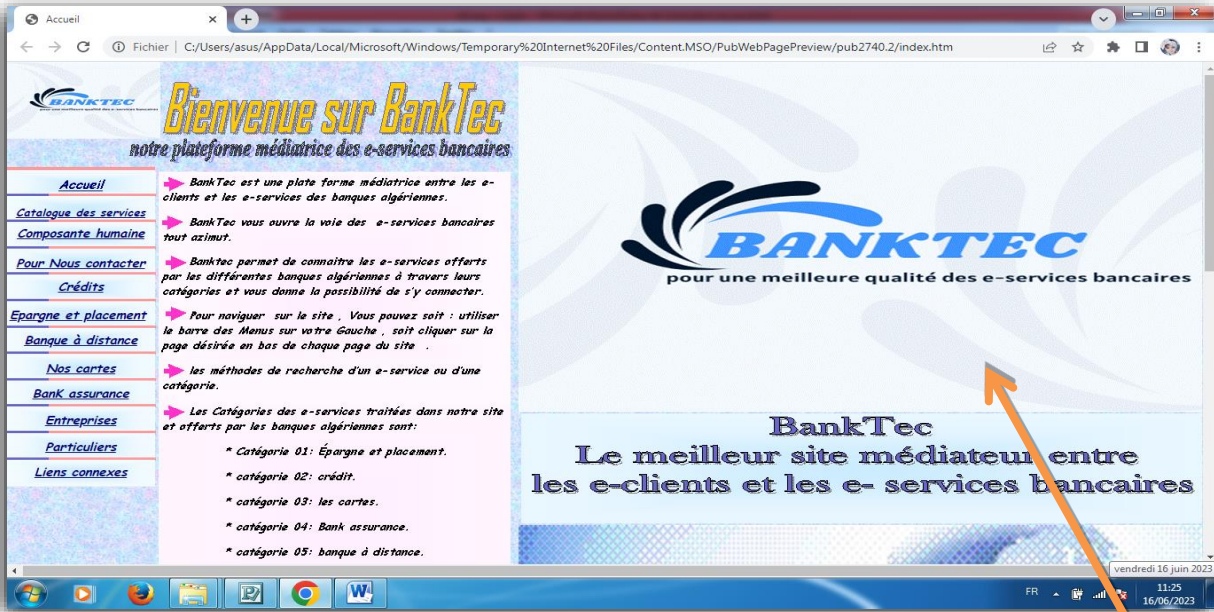 Accueil
Fichier | C:/Users/asus/AppData/Local/Microsoft/Windows/Temporary%20Internet%20Files/Content.MSO/PubWebPagePreview/pub2740.2/index.htm
BANKTEC
Bienvenue sur BankTec
notre plateforme médiatrice des e-services bancaires
Accueil
Catalogue des services
Composante humaine
Pour Nous contacter
Crédits
Epargne et placement
Banque à distance
Nos cartes
BanK assurance
Entreprises
Particuliers
Liens connexes
BankTec est une plate forme médiatrice entre les e-
clients et les e-services des banques algériennes.
BankTec vous ouvre la voie des e-services bancaires
tout azimut.
Banktec permet de connaitre les e-services offerts
par les différentes banques algériennes à travers leurs
catégories et vous donne la possibilité de s'y connecter.
Pour naviguer sur le site , Vous pouvez soit : utiliser
le barre des Menus sur votre Gauche , soit cliquer sur la
page désirée en bas de chaque page du site .
les méthodes de recherche d'un e-service ou d'une
catégorie.
Les Catégories des e-services traitées dans notre site
et offerts par les banques algériennes sont:
* Catégorie 01: Épargne et placement.
* catégorie 02: crédit.
* catégorie 03: les cartes.
* catégorie 04: Bank assurance.
* catégorie 05: banque à distance.
BANKTEC
pour une meilleure qualité des e-services bancaires
BankTec
Le meilleur site médiateur entre
les e-clients et les e- services bancaires
vendredi 16 juin 2023
FR
11:25
16/06/2023